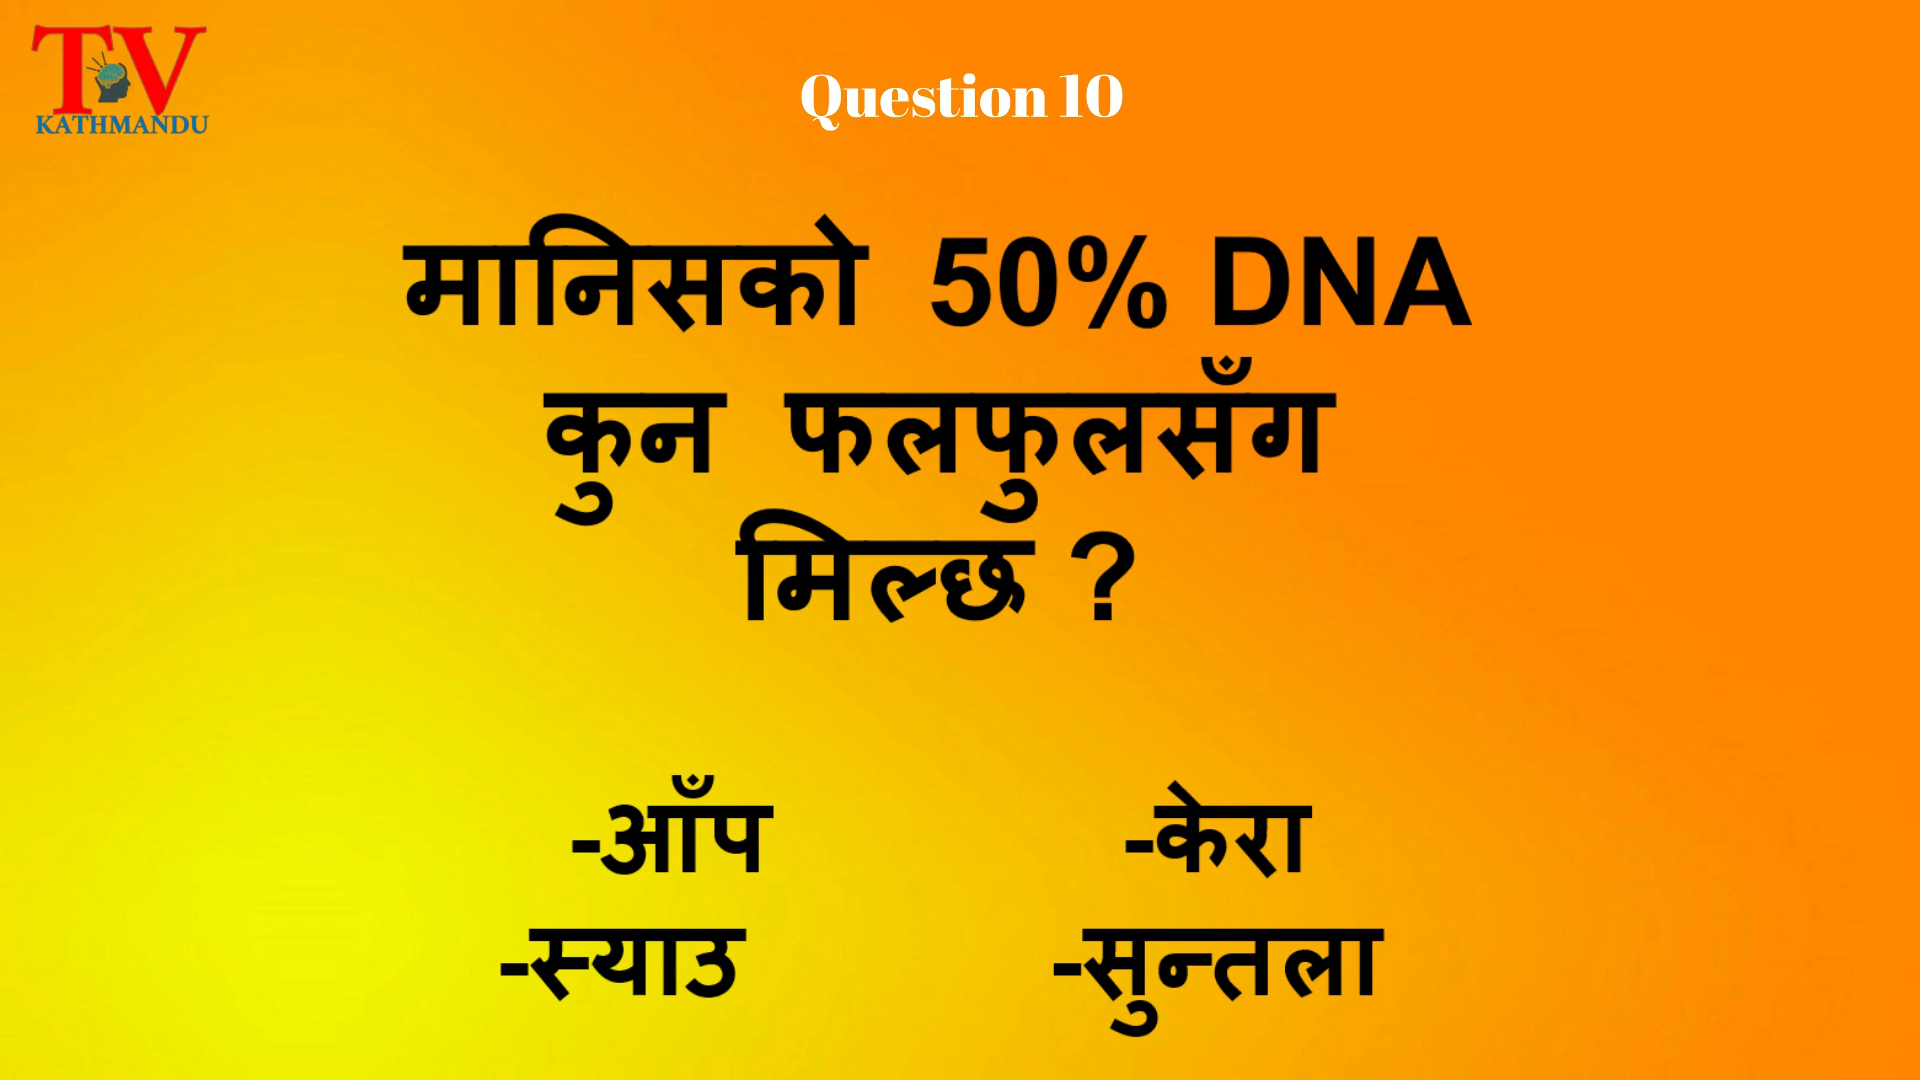 TV
KATHMANDU
Question 10
मानिसको 50% DNA
कुन फलफुलसँग
मिल्छ ?
-आँप -केरा
-स्याउ -सुन्तला